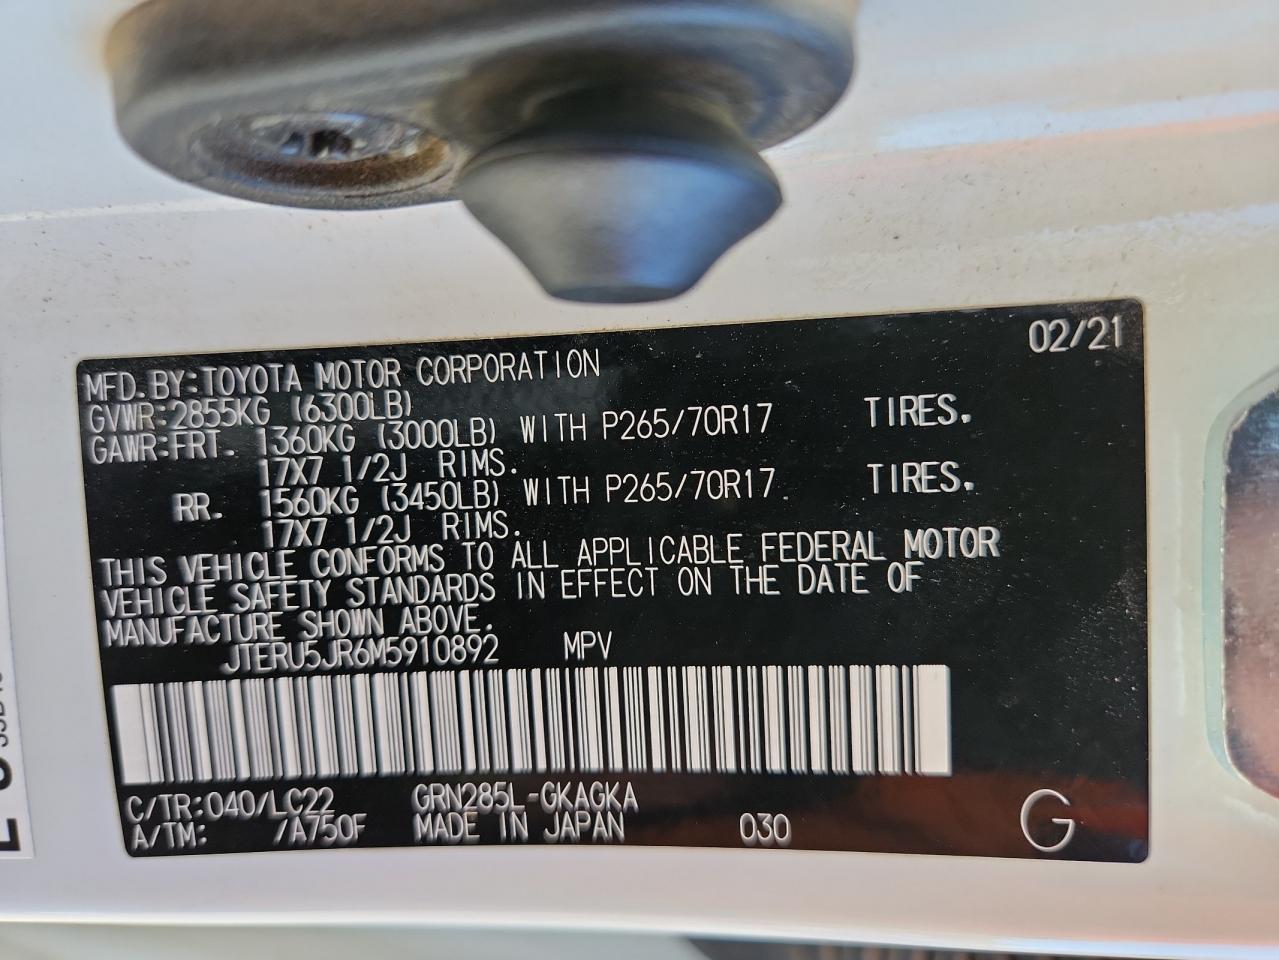 02/21
MFD.BY:TOYOTA MOTOR CORPORATION
GVWR:2855KG (6300LB)
GAWR:FRT. 1360KG (3000LB) WITH P265/70R17 TIRES.
17X7 1/2J RIMS.
RR. 1560KG (3450LB) WITH P265/70R17 TIRES.
17X7 1/2J RIMS.
THIS VEHICLE CONFORMS TO ALL APPLICABLE FEDERAL MOTOR
VEHICLE SAFETY STANDARDS IN EFFECT ON THE DATE OF
MANUFACTURE SHOWN ABOVE.
JTERU5JR6M5910892 MPV
C/TR:040/LC22 GRN285L-GKAGKA
A/TM: /A750F MADE IN JAPAN 030 G